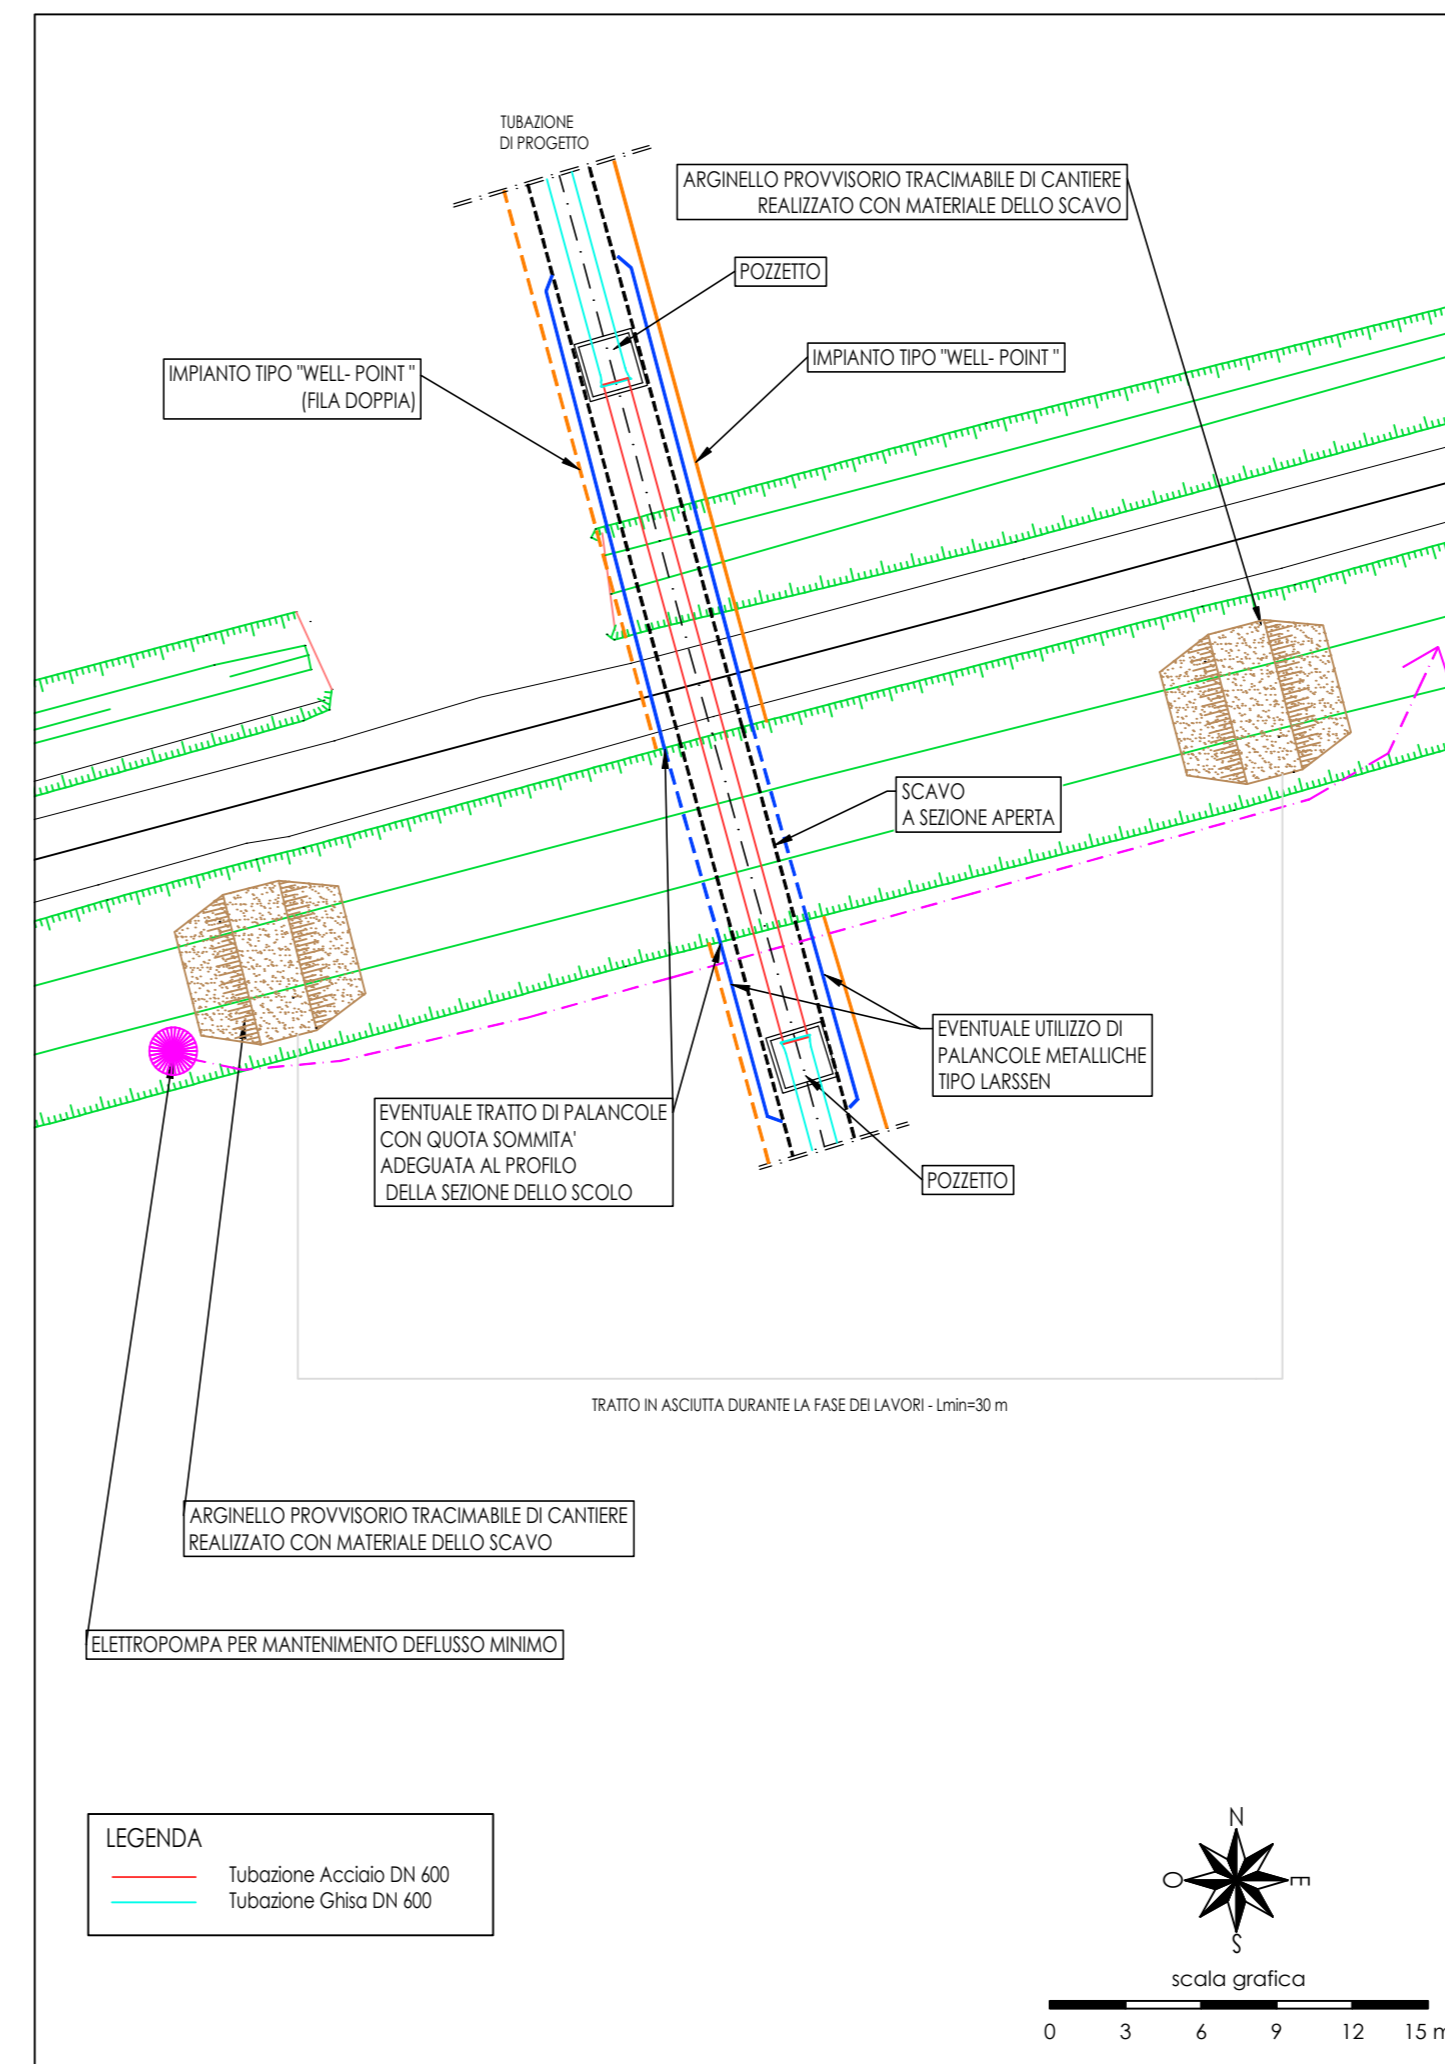 TUBAZIONE
DI PROGETTO
ARGINELLO PROVVISORIO TRACIMABILE DI CANTIERE
REALIZZATO CON MATERIALE DELLO SCAVO
POZZETTO
IMPIANTO TIPO "WELL- POINT "
(FILA DOPPIA)
IMPIANTO TIPO "WELL- POINT "
SCAVO
A SEZIONE APERTA
EVENTUALE UTILIZZO DI
PALANCOLE METALLICHE
TIPO LARSSEN
EVENTUALE TRATTO DI PALANCOLE
CON QUOTA SOMMITA'
ADEGUATA AL PROFILO
DELLA SEZIONE DELLO SCOLO
POZZETTO
TRATTO IN ASCIUTTA DURANTE LA FASE DEI LAVORI - Lmin=30 m
ARGINELLO PROVVISORIO TRACIMABILE DI CANTIERE
REALIZZATO CON MATERIALE DELLO SCAVO
ELETTROPOMPA PER MANTENIMENTO DEFLUSSO MINIMO
LEGENDA
Tubazione Acciaio DN 600
Tubazione Ghisa DN 600
N
O E
S
scala grafica
0 3 6 9 12 15 m